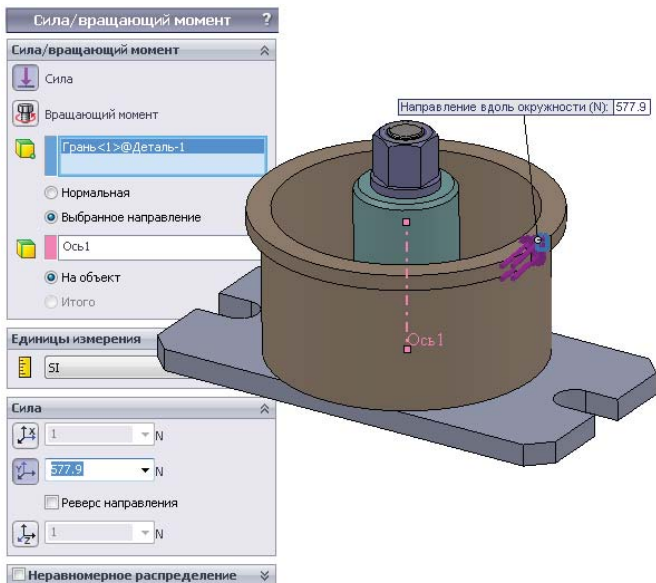 Сила/вращающий момент ?
Сила/вращающий момент
Сила
Вращающий момент
Грань<1>@Деталь-1
Нормальная
Выбранное направление
Ось1
На объект
Итого
Единицы измерения
SI
Сила
X 1 N
Y 577.9 N
Реверс направления
Z 1 N
Неравномерное распределение
Направление вдоль окружности (N): 577.9
Ось1